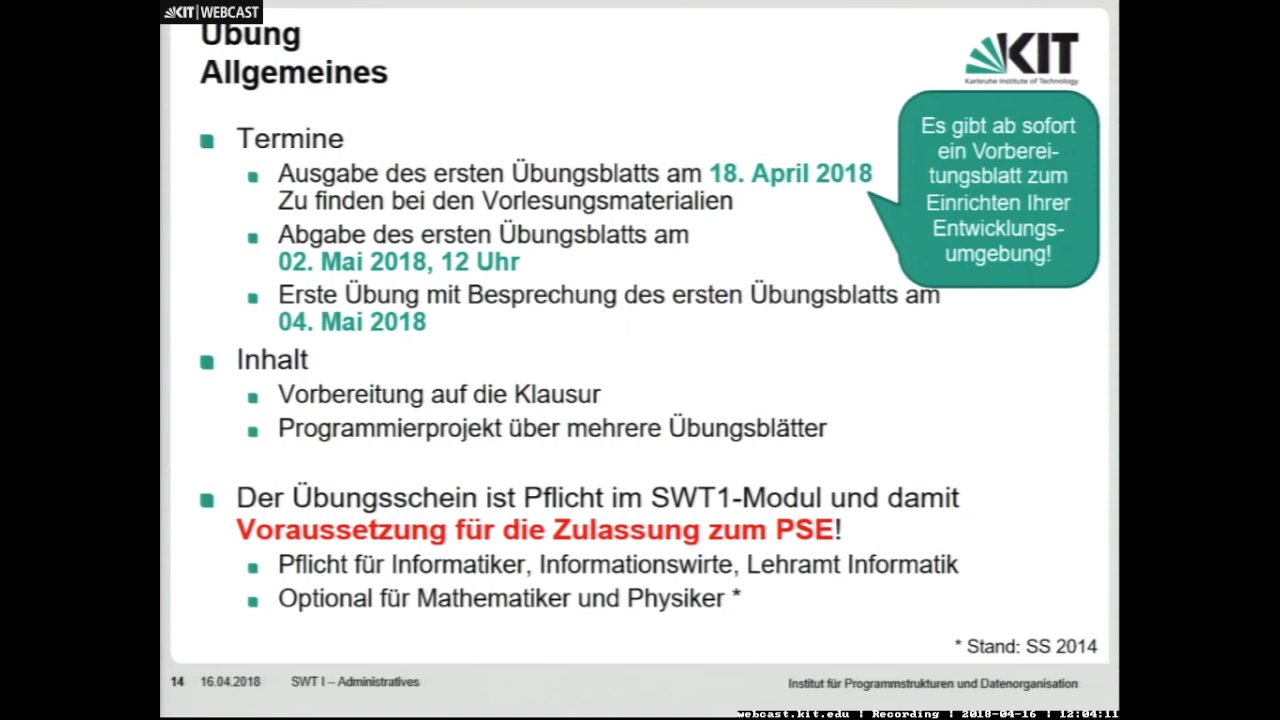 KIT | WEBCAST
Übung
Allgemeines
KIT
Karlsruhe Institute of Technology
Es gibt ab sofort
ein Vorberei-
tungsblatt zum
Einrichten Ihrer
Entwicklungs-
umgebung!
Termine
Ausgabe des ersten Übungsblatts am 18. April 2018
Zu finden bei den Vorlesungsmaterialien
Abgabe des ersten Übungsblatts am
02. Mai 2018, 12 Uhr
Erste Übung mit Besprechung des ersten Übungsblatts am
04. Mai 2018
Inhalt
Vorbereitung auf die Klausur
Programmierprojekt über mehrere Übungsblätter
Der Übungsschein ist Pflicht im SWT1-Modul und damit
Voraussetzung für die Zulassung zum PSE!
Pflicht für Informatiker, Informationswirte, Lehramt Informatik
Optional für Mathematiker und Physiker *
* Stand: SS 2014
14 16.04.2018 SWT I – Administratives
Institut für Programmstrukturen und Datenorganisation
webcast.kit.edu | Recording | 2018-04-16 | 12:04:11